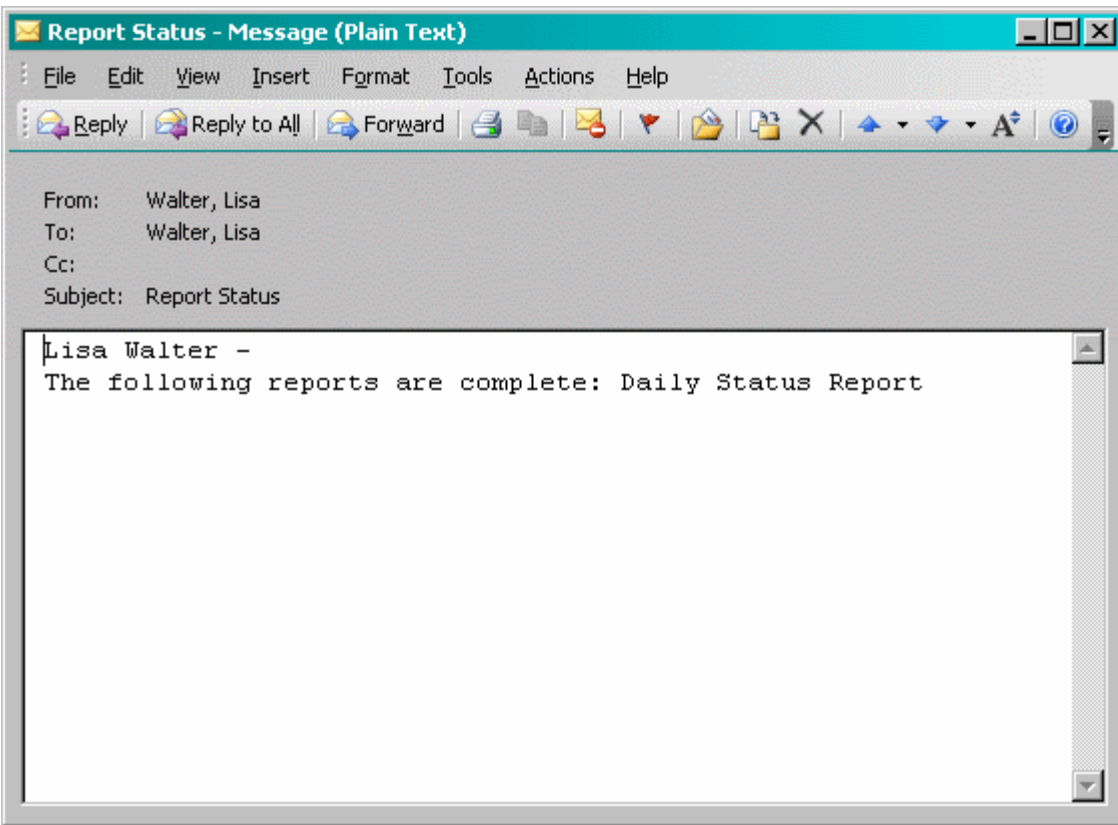 Report Status - Message (Plain Text)
File Edit View Insert Format Tools Actions Help
Reply Reply to All Forward A
From: Walter, Lisa
To: Walter, Lisa
Cc:
Subject: Report Status
Lisa Walter -
The following reports are complete: Daily Status Report